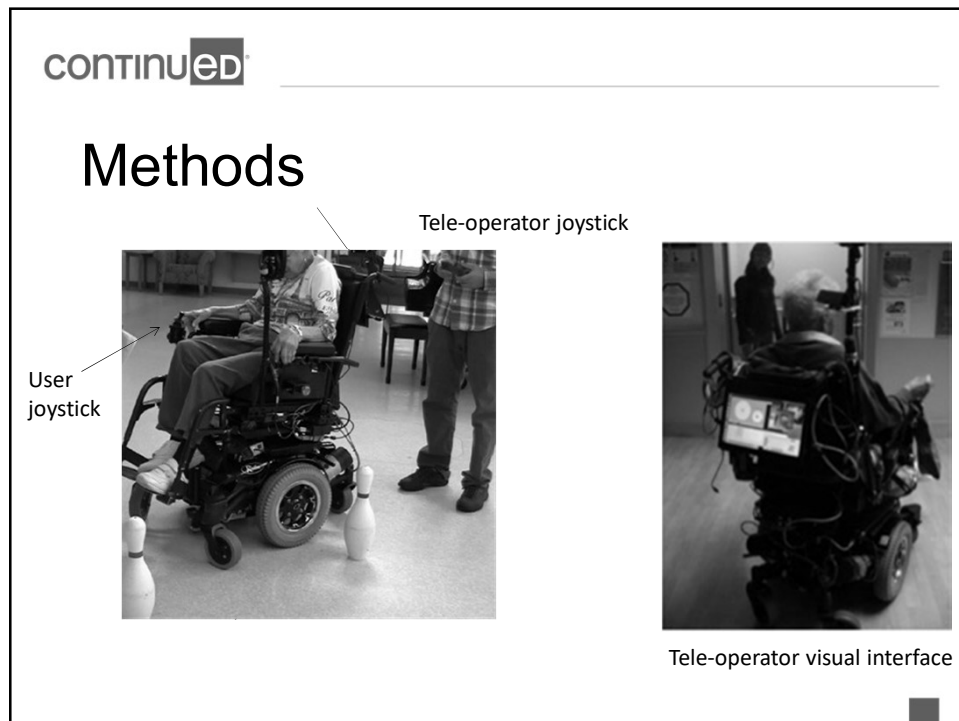 continued
Methods
Tele-operator joystick
User
joystick
Tele-operator visual interface